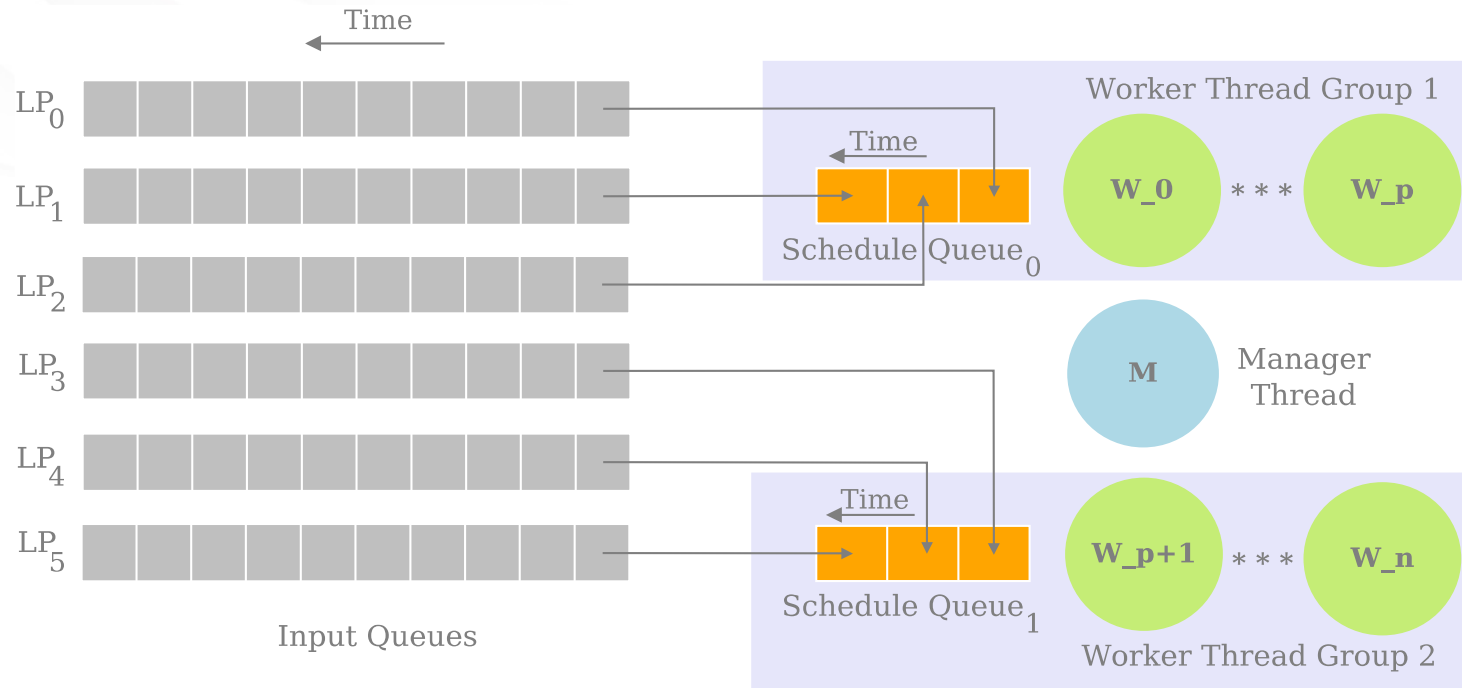 Time
LP0
LP1
LP2
LP3
LP4
LP5
Input Queues
Worker Thread Group 1
Time
W_0 *** W_p
Schedule Queue0
M
Manager
Thread
Time
W_p+1 *** W_n
Schedule Queue1
Worker Thread Group 2